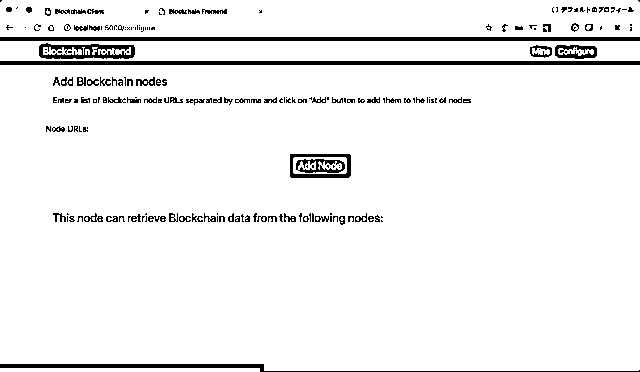 Blockchain Client
Blockchain Frontend
デフォルトのプロフィール
localhost:5000/configure
Blockchain Frontend
Mine
Configure
Add Blockchain nodes
Enter a list of Blockchain node URLs separated by comma and click on "Add" button to add them to the list of nodes
Node URLs:
Add Node
This node can retrieve Blockchain data from the following nodes: